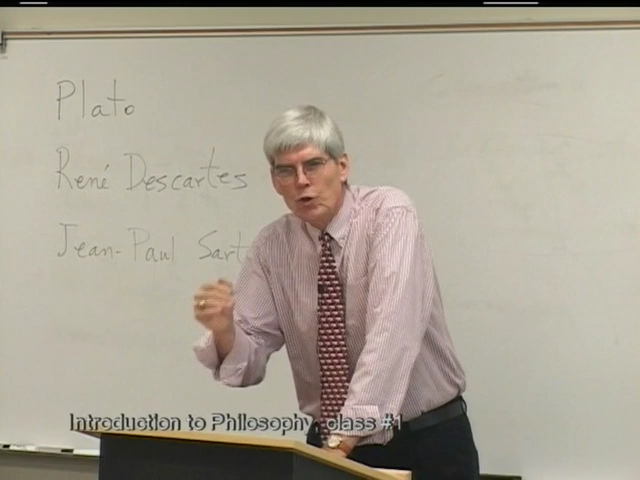 Plato
René Descartes
Jean-Paul Sart
Introduction to Philosophy, class #1